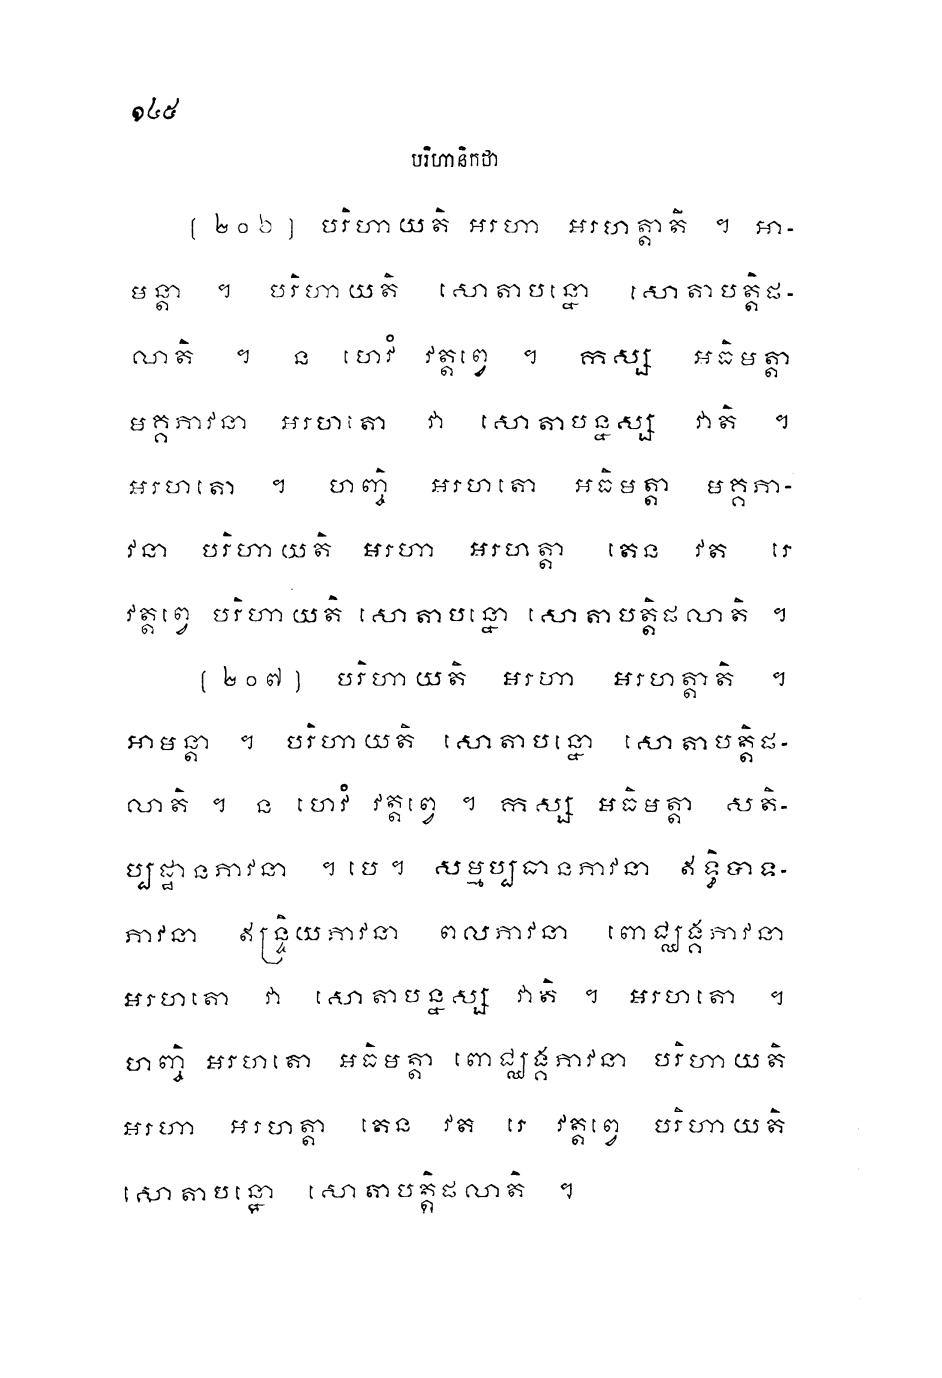 ១៤៥
បរិហានិកថា
[ ២០៦ ] បរិហាយតិ អរហា អរហត្តាតិ ។ អា-
មន្តា ។ បរិហាយតិ សោតាបន្នោ សោតាបត្តិផ-
លាតិ ។ ន ហេវំ វត្តព្វេ ។ កស្ស អធិមត្តា
មគ្គភាវនា អរហតោ វា សោតាបន្នស្ស វាតិ ។
អរហតោ ។ ហញ្ចិ អរហតោ អធិមត្តា មគ្គភា-
វនា បរិហាយតិ អរហា អរហត្តា តេន វត រេ
វត្តព្វេ បរិហាយតិ សោតាបន្នោ សោតាបត្តិផលាតិ ។
[ ២០៧ ] បរិហាយតិ អរហា អរហត្តាតិ ។
អាមន្តា ។ បរិហាយតិ សោតាបន្នោ សោតាបត្តិផ-
លាតិ ។ ន ហេវំ វត្តព្វេ ។ កស្ស អធិមត្តា សតិ-
ប្បដ្ឋានភាវនា ។ បេ ។ សម្មប្បធានភាវនា ឥទ្ធិបាទ-
ភាវនា ឥន្ទ្រិយភាវនា ពលភាវនា ពោជ្ឈង្គភាវនា
អរហតោ វា សោតាបន្នស្ស វាតិ ។ អរហតោ ។
ហញ្ចិ អរហតោ អធិមត្តា ពោជ្ឈង្គភាវនា បរិហាយតិ
អរហា អរហត្តា តេន វត រេ វត្តព្វេ បរិហាយតិ
សោតាបន្នោ សោតាបត្តិផលាតិ ។